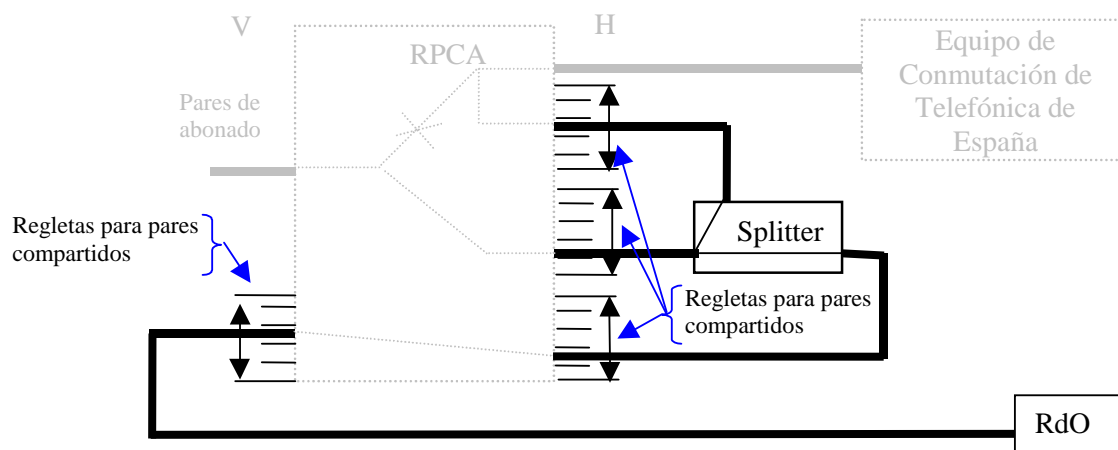 V
H
RPCA
Equipo de
Conmutación de
Telefónica de
España
Pares de
abonado
Regletas para pares
compartidos
Splitter
Regletas para pares
compartidos
RdO